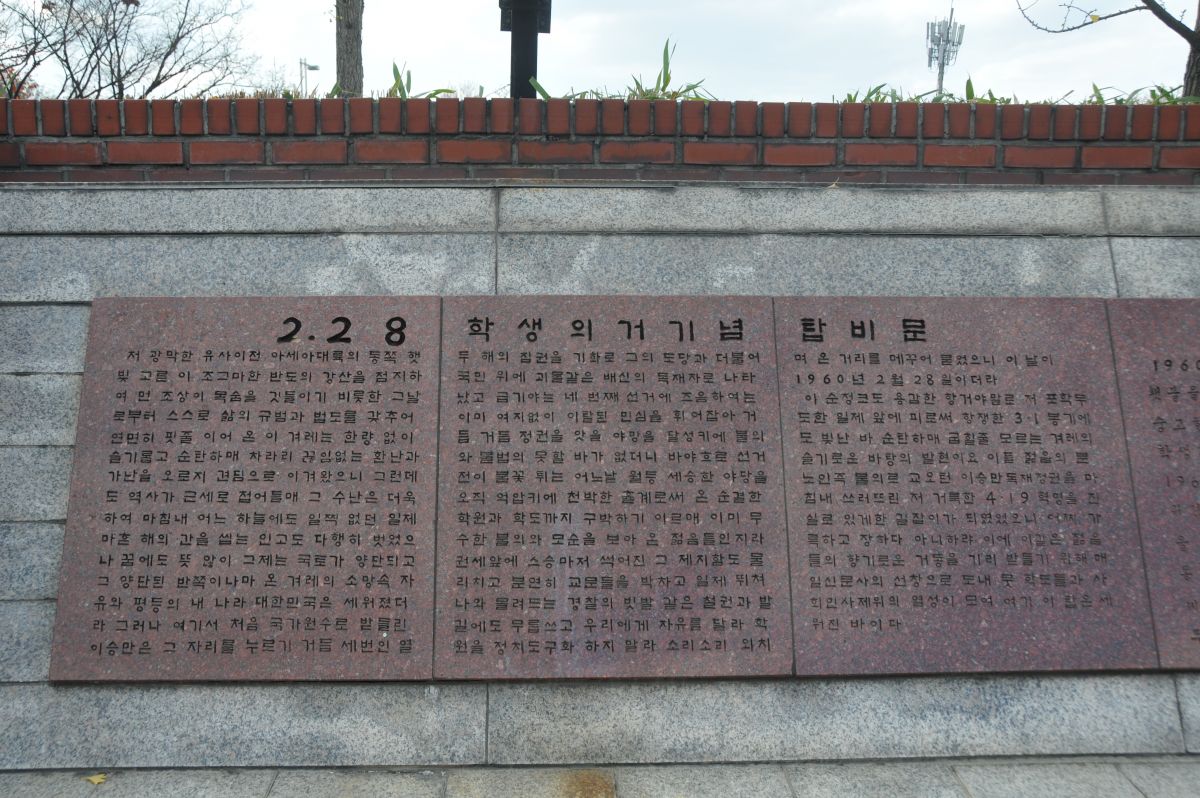 2.28 학생의거기념 탑비문
저 광막한 유사이전 아세아대륙의 동쪽 햇
빛 고름 이 조그마한 반도의 강산을 점지하
여 먼 조상이 목숨을 깃들이기 비롯한 그날
로부터 스스로 삶의 규범과 법도를 갖추어
연면히 핏줄 이어 온 이 겨레는 한량 없이
슬기롭고 순탄하매 차라리 끊임없는 환난과
가난을 오로지 견딤으로 이겨왔으니 그런데
도 역사가 근세로 접어들매 그 수난은 더욱
하여 마침내 어느 하늘에도 일찍 없던 일제
마흔 해의 간을 씹는 인고도 다행히 벗었으
나 꿈에도 뜻 않이 그제는 국토가 양단되고
그 양단된 반쪽이나마 온 겨레의 소망속 자
유와 평등의 내 나라 대한민국은 세워졌더
라 그러나 여기서 처음 국가원수로 받들린
이승만은 그 자리를 누르기 거듭 세번인 열
두 해의 집권을 기화로 그의 도당과 더불어
국민 위에 괴물같은 배신의 독재자로 나타
났고 급기야는 네 번째 선거에 즈음하여는
이미 여지없이 이탈된 민심을 휘어잡아 거
듭 거듭 정권을 앗을 야망을 달성키에 불의
와 불법의 못할 바가 없더니 바야흐로 선거
전이 불꽃 튀는 어느날 월등 세승한 야당을
오직 억압키에 천박한 흉계로써 온 순결한
학원과 학도까지 구박하기 이르매 이미 무
수한 불의와 모순을 보아 온 젊음들인지라
권세앞에 스승마저 썩어진 그 제지함도 물
리치고 불연히 교문들을 박차고 일제 뛰쳐
나와 몰려드는 경찰의 빗발 같은 철권과 발
길에도 무릅쓰고 우리에게 자유를 달라 학
원을 정치도구화 하지 말라 소리소리 외치
며 온 거리를 메꾸어 흘렀으니 이 날이
1960년 2월 28일이더라
아 순정코도 용감한 항거야말로 저 포학무
도한 일제 앞에 피로써 항쟁한 3·1 봉기에
도 빛난 바 순탄하매 굽힐줄 모르는 겨레의
슬기로운 바탕의 발현이요 이들 젊음의 분
노인즉 불의로 교오턴 이승만독재정권을 마
침내 쓰러뜨린 저 거룩한 4·19 혁명을 진
실로 있게한 길잡이가 되였었으니 어찌 갸
륵하고 장하다 아니하랴 이에 이같은 젊음
들의 향기로운 거동을 기리 받들기 위해 매
일신문사의 선창으로 도내 뭇 학도들과 사
회인사제위의 열성이 모여 여기 이 탑은 세
워진 바이다
1960
순고
학생